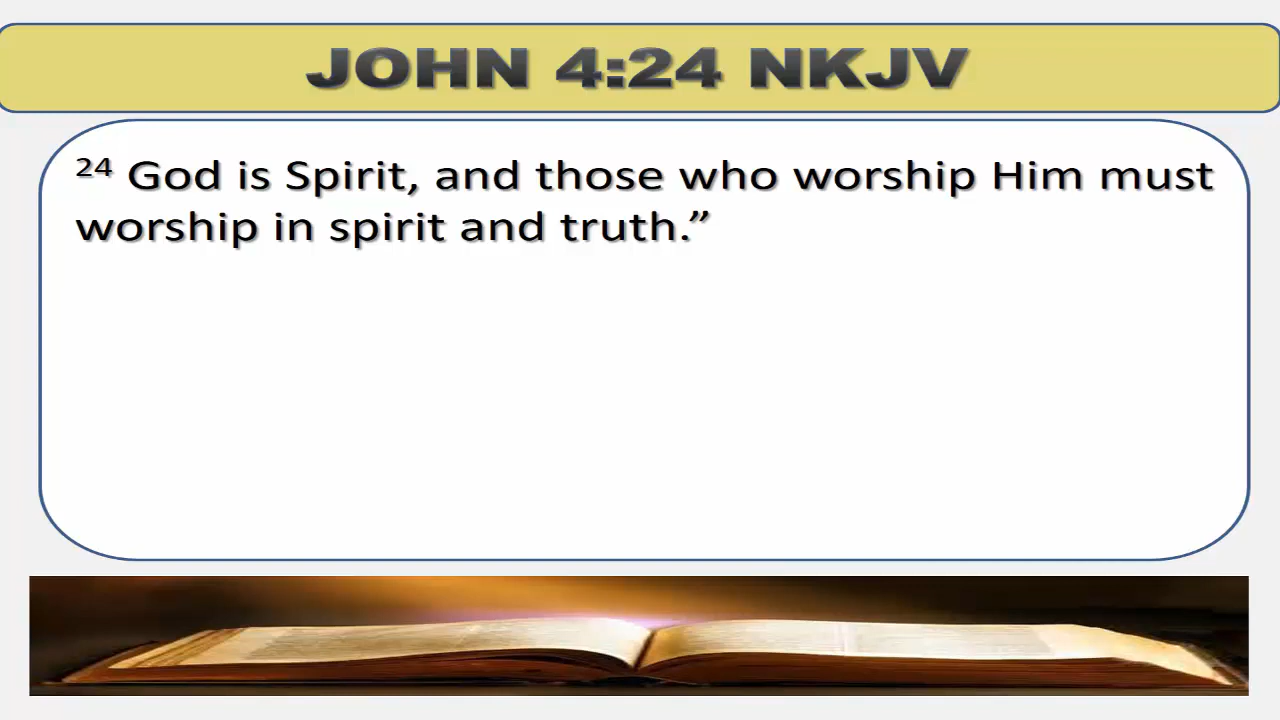 JOHN 4:24 NKJV
24 God is Spirit, and those who worship Him must
worship in spirit and truth.”